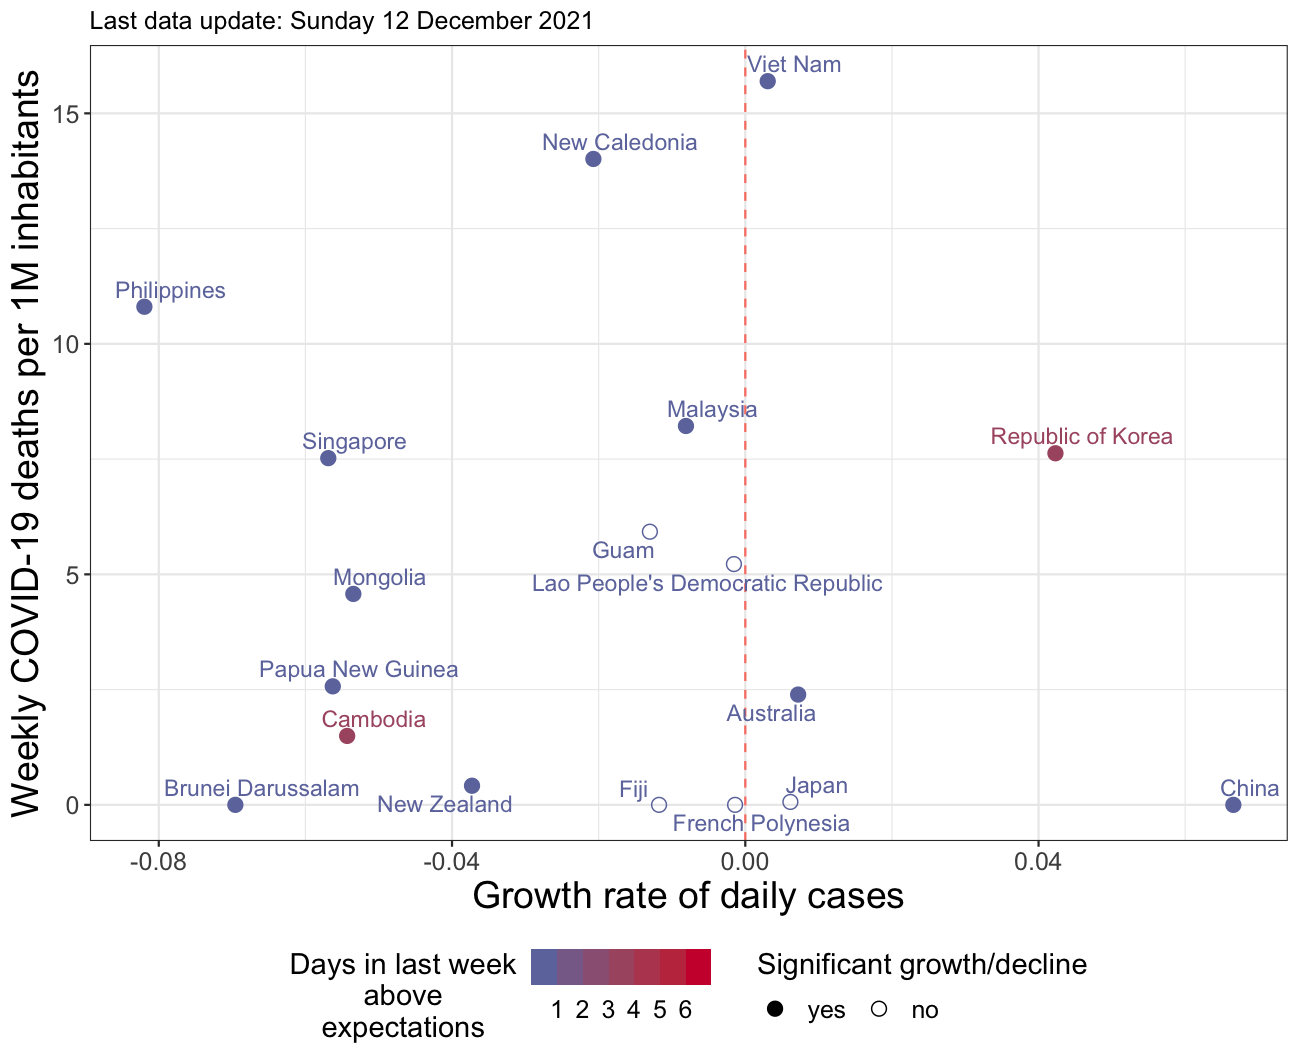 Last data update: Sunday 12 December 2021
Weekly COVID-19 deaths per 1M inhabitants
15
10
5
0
Viet Nam
New Caledonia
Philippines
Malaysia
Republic of Korea
Singapore
Guam
Lao People's Democratic Republic
Mongolia
Papua New Guinea
Australia
Cambodia
Brunei Darussalam
New Zealand
Fiji
Japan
French Polynesia
China
-0.08
-0.04
0.00
0.04
Growth rate of daily cases
Days in last week
above
expectations
1 2 3 4 5 6
Significant growth/decline
yes no